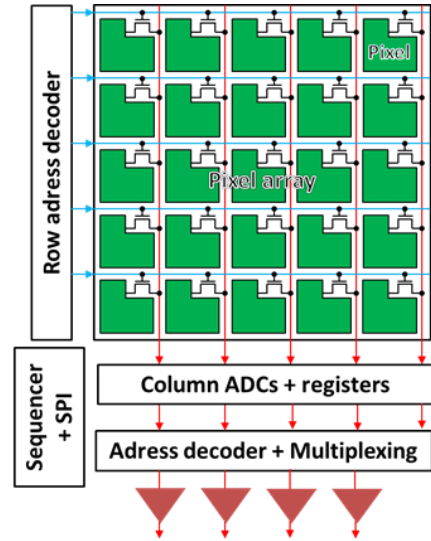 Row adress decoder
Pixel
Pixel array
Sequencer
+ SPI
Column ADCs + registers
Adress decoder + Multiplexing